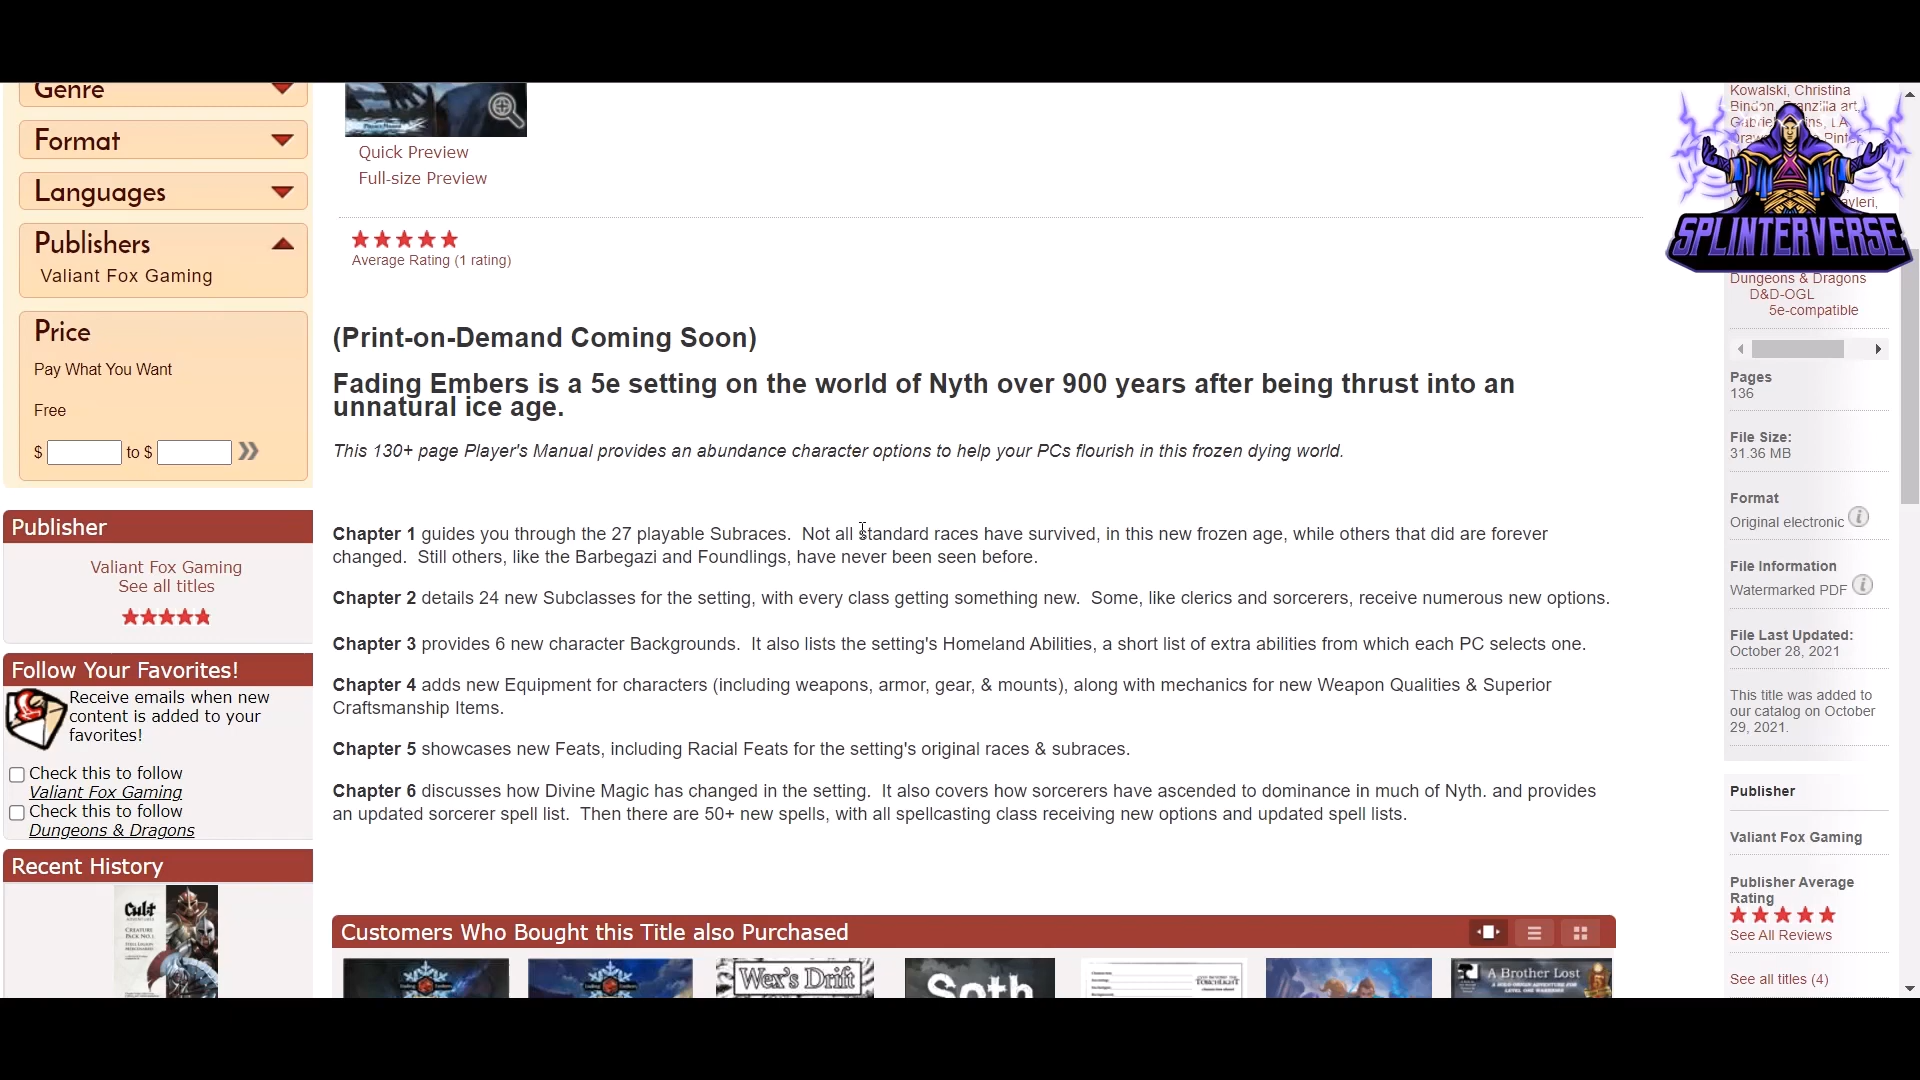 Genre
Format
Languages
Publishers
Valiant Fox Gaming
Price
Pay What You Want
Free
$ to $
Publisher
Valiant Fox Gaming
See all titles
Follow Your Favorites!
Receive emails when new
content is added to your
favorites!
Check this to follow
Valiant Fox Gaming
Check this to follow
Dungeons & Dragons
Recent History
Cult
CREATURE
PACK NO.1
Quick Preview
Full-size Preview
Average Rating (1 rating)
(Print-on-Demand Coming Soon)
Fading Embers is a 5e setting on the world of Nyth over 900 years after being thrust into an
unnatural ice age.
This 130+ page Player's Manual provides an abundance character options to help your PCs flourish in this frozen dying world.
Chapter 1 guides you through the 27 playable Subraces. Not all standard races have survived, in this new frozen age, while others that did are forever
changed. Still others, like the Barbegazi and Foundlings, have never been seen before.
Chapter 2 details 24 new Subclasses for the setting, with every class getting something new. Some, like clerics and sorcerers, receive numerous new options.
Chapter 3 provides 6 new character Backgrounds. It also lists the setting's Homeland Abilities, a short list of extra abilities from which each PC selects one.
Chapter 4 adds new Equipment for characters (including weapons, armor, gear, & mounts), along with mechanics for new Weapon Qualities & Superior
Craftsmanship Items.
Chapter 5 showcases new Feats, including Racial Feats for the setting's original races & subraces.
Chapter 6 discusses how Divine Magic has changed in the setting. It also covers how sorcerers have ascended to dominance in much of Nyth. and provides
an updated sorcerer spell list. Then there are 50+ new spells, with all spellcasting class receiving new options and updated spell lists.
Customers Who Bought this Title also Purchased
Wex's Drift
Soth
TORCHLIGHT
A Brother Lost
Kowalski, Christina
SPLINTERVERSE
Dungeons & Dragons
D&D-OGL
5e-compatible
Pages
136
File Size:
31.36 MB
Format
Original electronic
File Information
Watermarked PDF
File Last Updated:
October 28, 2021
This title was added to
our catalog on October
29, 2021.
Publisher
Valiant Fox Gaming
Publisher Average
Rating
See All Reviews
See all titles (4)